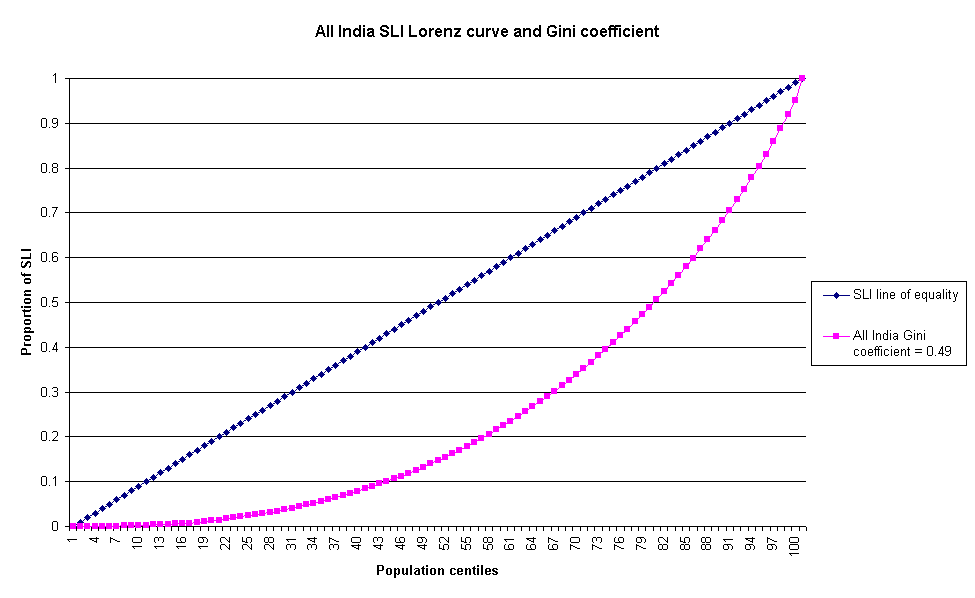 All India SLI Lorenz curve and Gini coefficient
1
0.9
0.8
0.7
0.6
0.5
0.4
0.3
0.2
0.1
0
Proportion of SLI
1 4 7 10 13 16 19 22 25 28 31 34 37 40 43 46 49 52 55 58 61 64 67 70 73 76 79 82 85 88 91 94 97 100
Population centiles
SLI line of equality
All India Gini
coefficient = 0.49